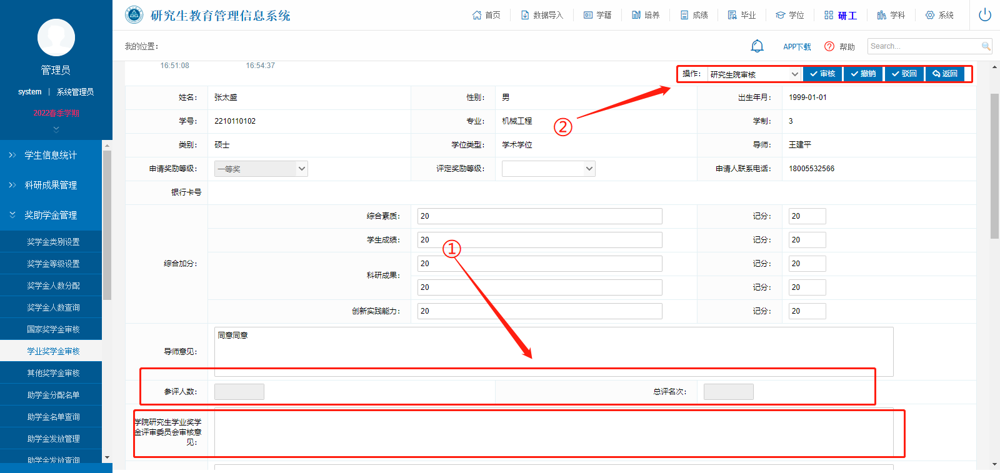 研究生教育管理信息系统
首页 数据导入 学籍 培养 成绩 毕业 学位 研工 学科 系统
管理员
system | 系统管理员
2022春季学期
学生信息统计
科研成果管理
奖助学金管理
奖学金类别设置
奖学金等级设置
奖学金人数分配
奖学金人数查询
国家奖学金审核
学业奖学金审核
其他奖学金审核
助学金分配名单
助学金名单查询
助学金发放管理
助学金发放查询
我的位置：
APP下载 帮助 Search...
16:51:08 16:54:37
操作： 研究生院审核 审核 撤销 驳回 返回
姓名： 张太盛 性别： 男 出生年月： 1999-01-01
学号： 2210110102 专业： 机械工程 学制： 3
②
类别： 硕士 学位类型： 学术学位 导师： 王建平
申请奖励等级： 一等奖 评定奖励等级： 申请人联系电话： 18005532566
银行卡号
综合加分：
综合素质： 20 记分： 20
学生成绩： 20 记分： 20
①
科研成果：
20 记分： 20
20 记分： 20
创新实践能力： 20 记分： 20
导师意见： 同意同意
参评人数： 总评名次：
学院研究生学业奖学
金评审委员会审核意
见：